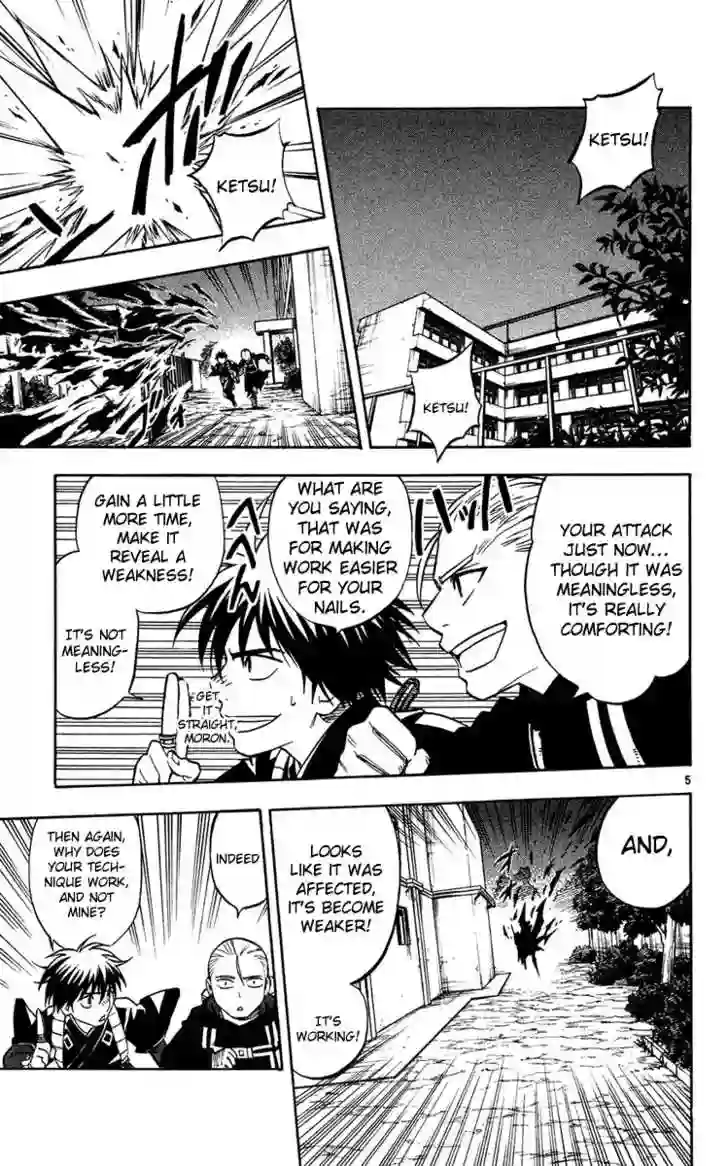 KETSU!
KETSU!
KETSU!
YOUR ATTACK
JUST NOW...
THOUGH IT WAS
MEANINGLESS,
IT'S REALLY
COMFORTING!
WHAT ARE
YOU SAYING,
THAT WAS
FOR MAKING
WORK EASIER
FOR YOUR
NAILS.
GAIN A LITTLE
MORE TIME,
MAKE IT
REVEAL A
WEAKNESS!
IT'S NOT
MEANING-
LESS!
GET
IT
STRAIGHT,
MORON.
5
AND,
LOOKS
LIKE IT WAS
AFFECTED,
IT'S BECOME
WEAKER!
IT'S
WORKING!
INDEED
THEN AGAIN,
WHY DOES
YOUR TECH-
NIQUE WORK,
AND NOT
MINE?